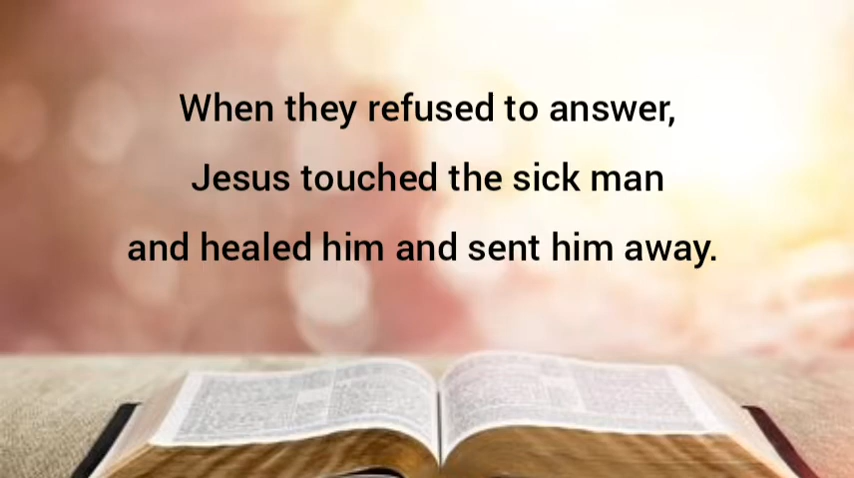 When they refused to answer,
Jesus touched the sick man
and healed him and sent him away.